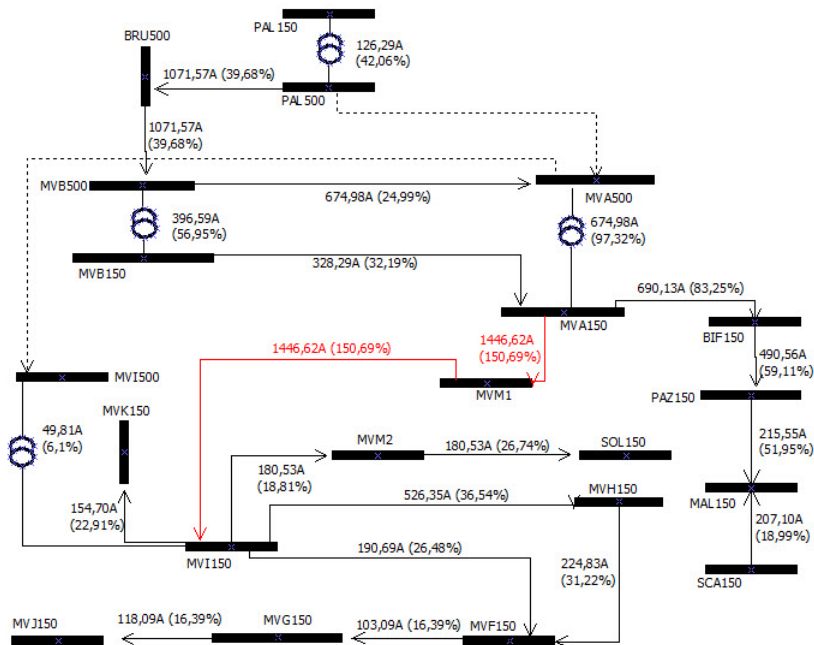 PAL150
BRU500
126,29A
(42,06%)
1071,57A (39,68%)
PAL500
1071,57A
(39,68%)
MVB500
674,98A (24,99%)
MVA500
396,59A
(56,95%)
674,98A
(97,32%)
MVB150
328,29A (32,19%)
690,13A (83,25%)
MVA150
BIF150
1446,62A (150,69%)
1446,62A
(150,69%)
490,56A
(59,11%)
MVI500
MVM1
PAZ150
MVK150
49,81A
(6,1%)
MVM2
180,53A (26,74%)
SOL150
215,55A
(51,95%)
180,53A
(18,81%)
526,35A (36,54%)
MVH150
MAL150
154,70A
(22,91%)
207,10A
(18,99%)
MVI150
190,69A (26,48%)
224,83A
(31,22%)
SCA150
118,09A (16,39%)
MVG150
103,09A (16,39%)
MVJ150
MVF150